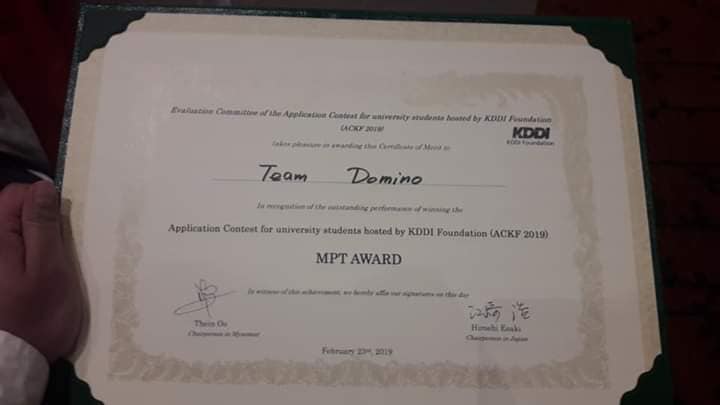 Evaluation Committee of the Application Contest for university students hosted by KDDI Foundation
(ACKF 2019)
KDDI
KDDI Foundation
takes pleasure in awarding this Certificate of Merit to
Team Domino
In recognition of the outstanding performance of winning the
Application Contest for university students hosted by KDDI Foundation (ACKF 2019)
MPT AWARD
In witness of this achievement, we hereby affix our signatures on this day
江崎 浩
Thein Oo
Chairperson in Myanmar
Hiroshi Esaki
Chairperson in Japan
February 23rd, 2019